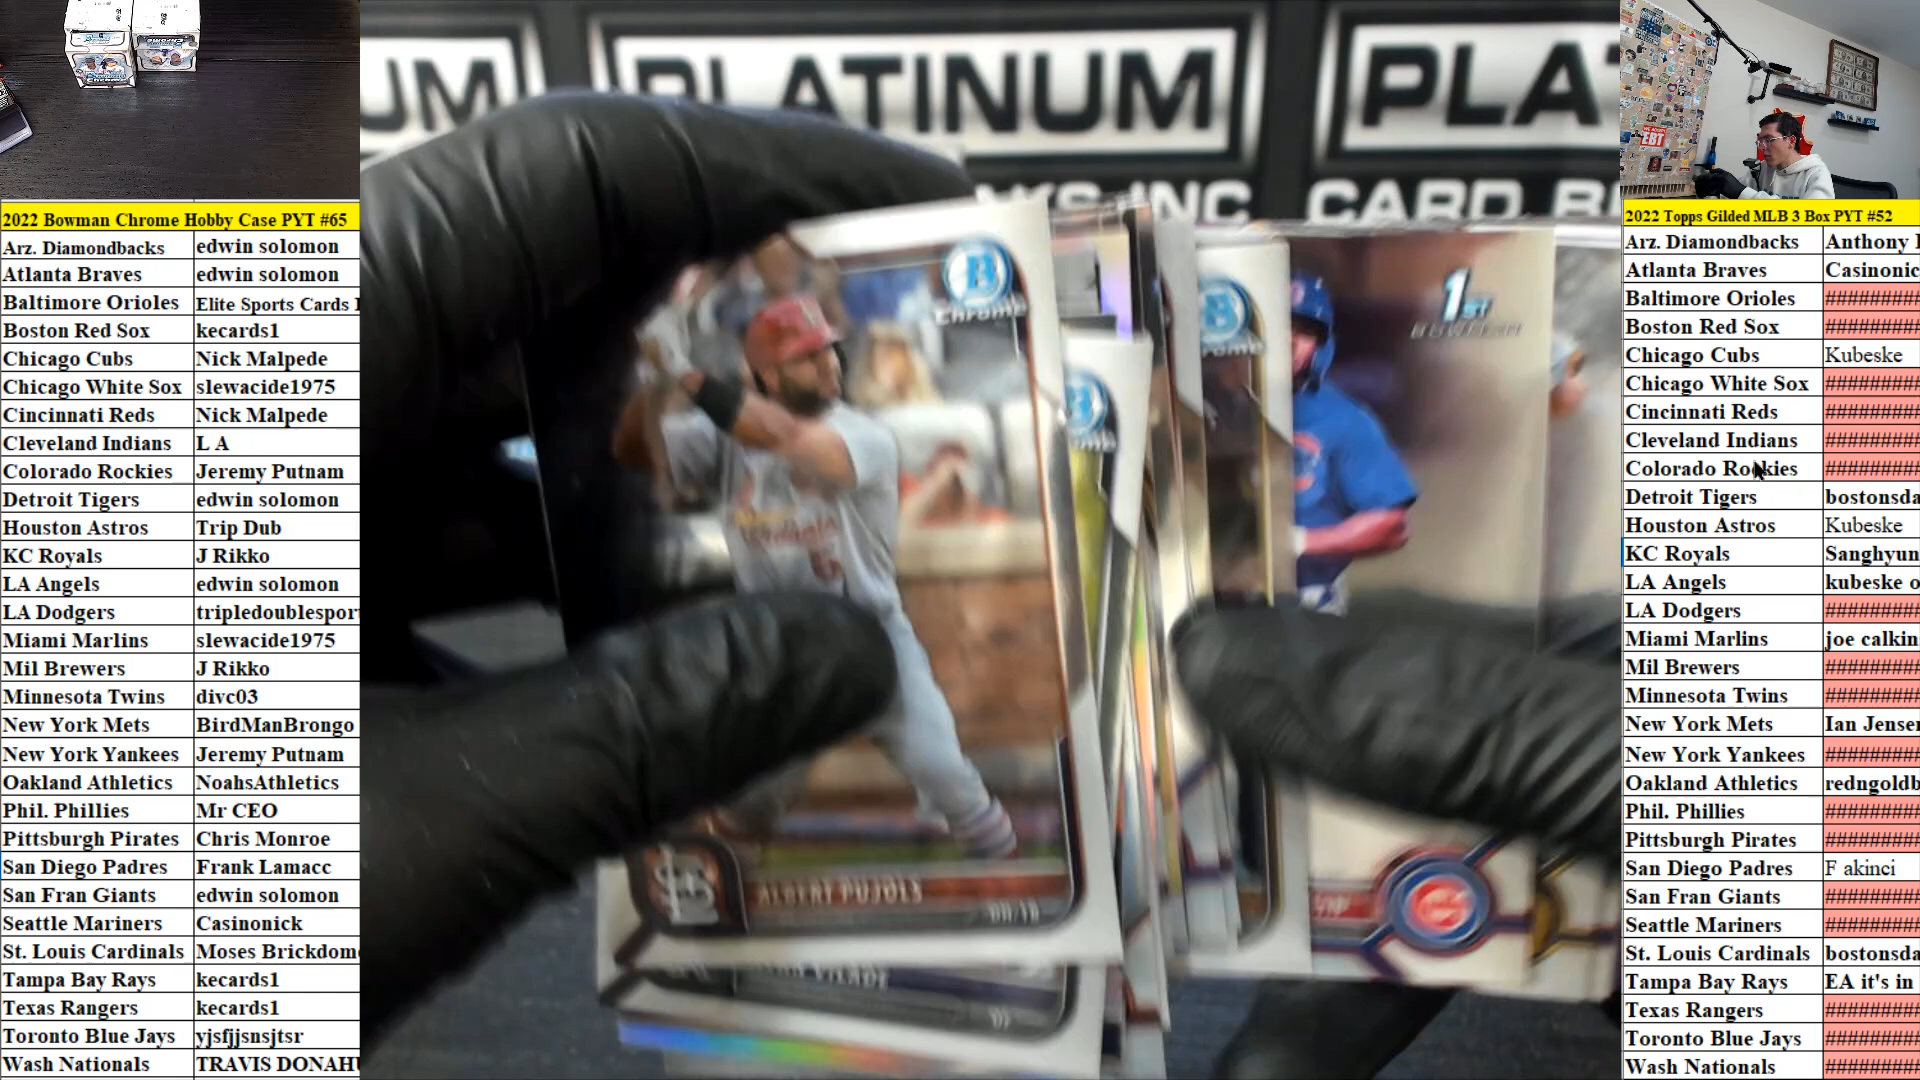 UM PLATINUM PLA
KS INC CARD B
2022 Bowman Chrome Hobby Case PYT #65
Arz. Diamondbacks edwin solomon
Atlanta Braves edwin solomon
Baltimore Orioles Elite Sports Cards
Boston Red Sox kecards1
Chicago Cubs Nick Malpede
Chicago White Sox slewacide1975
Cincinnati Reds Nick Malpede
Cleveland Indians L A
Colorado Rockies Jeremy Putnam
Detroit Tigers edwin solomon
Houston Astros Trip Dub
KC Royals J Rikko
LA Angels edwin solomon
LA Dodgers tripledoublespor
Miami Marlins slewacide1975
Mil Brewers J Rikko
Minnesota Twins divc03
New York Mets BirdManBrongo
New York Yankees Jeremy Putnam
Oakland Athletics NoahsAthletics
Phil. Phillies Mr CEO
Pittsburgh Pirates Chris Monroe
San Diego Padres Frank Lamacc
San Fran Giants edwin solomon
Seattle Mariners Casinonick
St. Louis Cardinals Moses Brickdom
Tampa Bay Rays kecards1
Texas Rangers kecards1
Toronto Blue Jays yjsfjjsnsjtsr
Wash Nationals TRAVIS DONAH
B
Chrome
Cardinals
ALBERT PUJOLS
1ST
BOWMAN
EBT
2022 Topps Gilded MLB 3 Box PYT #52
Arz. Diamondbacks Anthony
Atlanta Braves Casinonic
Baltimore Orioles #########
Boston Red Sox #########
Chicago Cubs Kubeske
Chicago White Sox #########
Cincinnati Reds #########
Cleveland Indians #########
Colorado Rockies #########
Detroit Tigers bostonsda
Houston Astros Kubeske
KC Royals Sanghyun
LA Angels kubeske o
LA Dodgers #########
Miami Marlins joe calkin
Mil Brewers #########
Minnesota Twins #########
New York Mets Ian Jensen
New York Yankees #########
Oakland Athletics redngoldb
Phil. Phillies #########
Pittsburgh Pirates #########
San Diego Padres F akinci
San Fran Giants #########
Seattle Mariners #########
St. Louis Cardinals bostonsda
Tampa Bay Rays EA it's in
Texas Rangers #########
Toronto Blue Jays #########
Wash Nationals #########